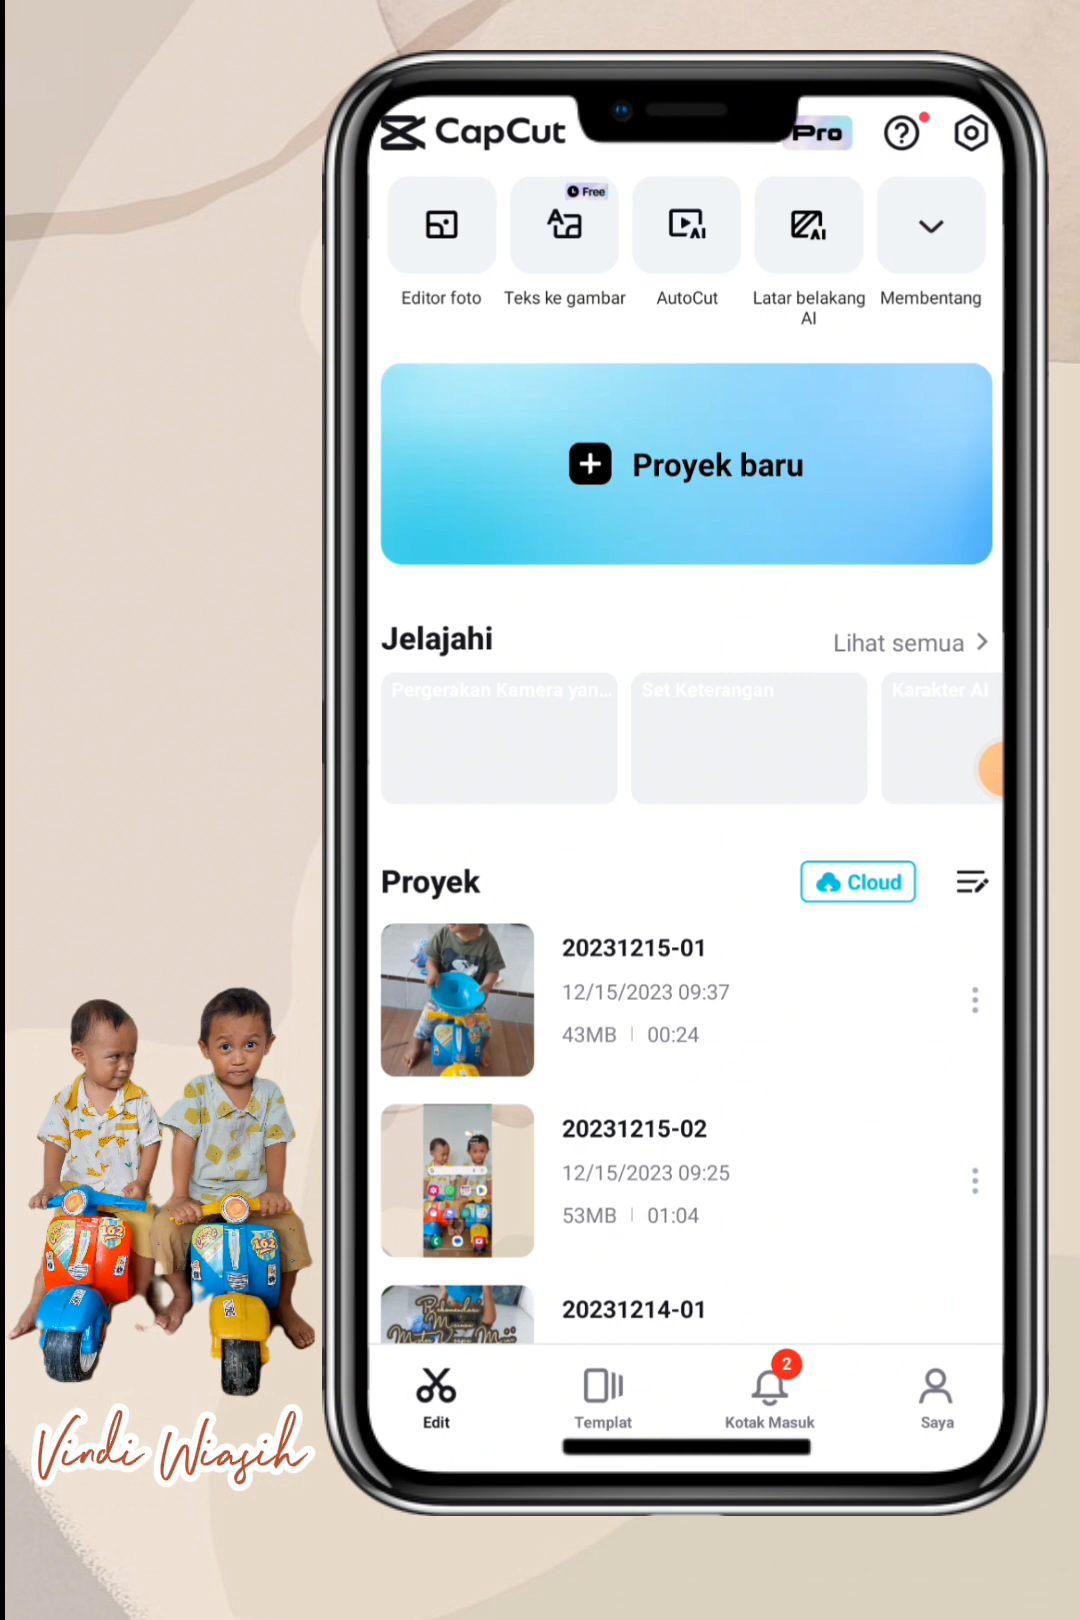 CapCut
Pro
Free
Editor foto
Teks ke gambar
AutoCut
Latar belakang
AI
Membentang
Proyek baru
Jelajahi
Lihat semua
Pergerakan Kamera yan...
Set Keterangan
Karakter AI
Proyek
Cloud
20231215-01
12/15/2023 09:37
43MB | 00:24
20231215-02
12/15/2023 09:25
53MB | 01:04
20231214-01
2
Edit
Templat
Kotak Masuk
Saya
162
162
Vindi Wiasih